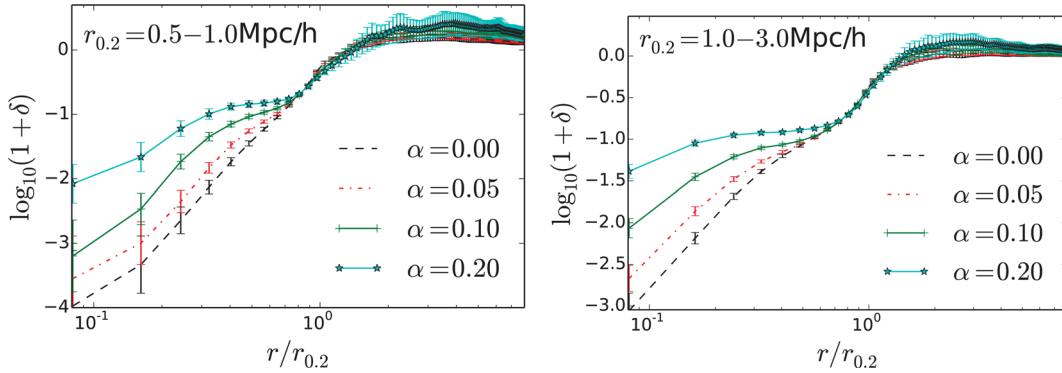 r₀.₂ = 0.5−1.0Mpc/h
0
−1
−2
−3
−4
log₁₀(1 + δ)
α = 0.00
α = 0.05
α = 0.10
α = 0.20
10⁻¹
10⁰
r/r₀.₂
r₀.₂ = 1.0−3.0Mpc/h
0.5
0.0
−0.5
−1.0
−1.5
−2.0
−2.5
−3.0
log₁₀(1 + δ)
α = 0.00
α = 0.05
α = 0.10
α = 0.20
10⁻¹
10⁰
r/r₀.₂